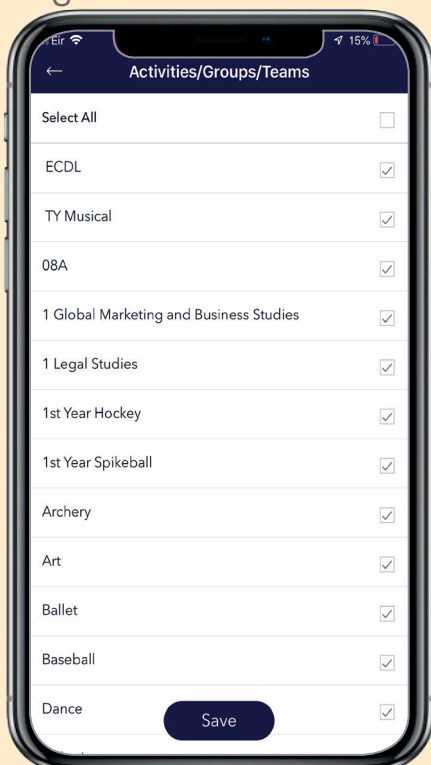 Eir 15%
Activities/Groups/Teams
Select All
ECDL
TY Musical
08A
1 Global Marketing and Business Studies
1 Legal Studies
1st Year Hockey
1st Year Spikeball
Archery
Art
Ballet
Baseball
Dance
Save